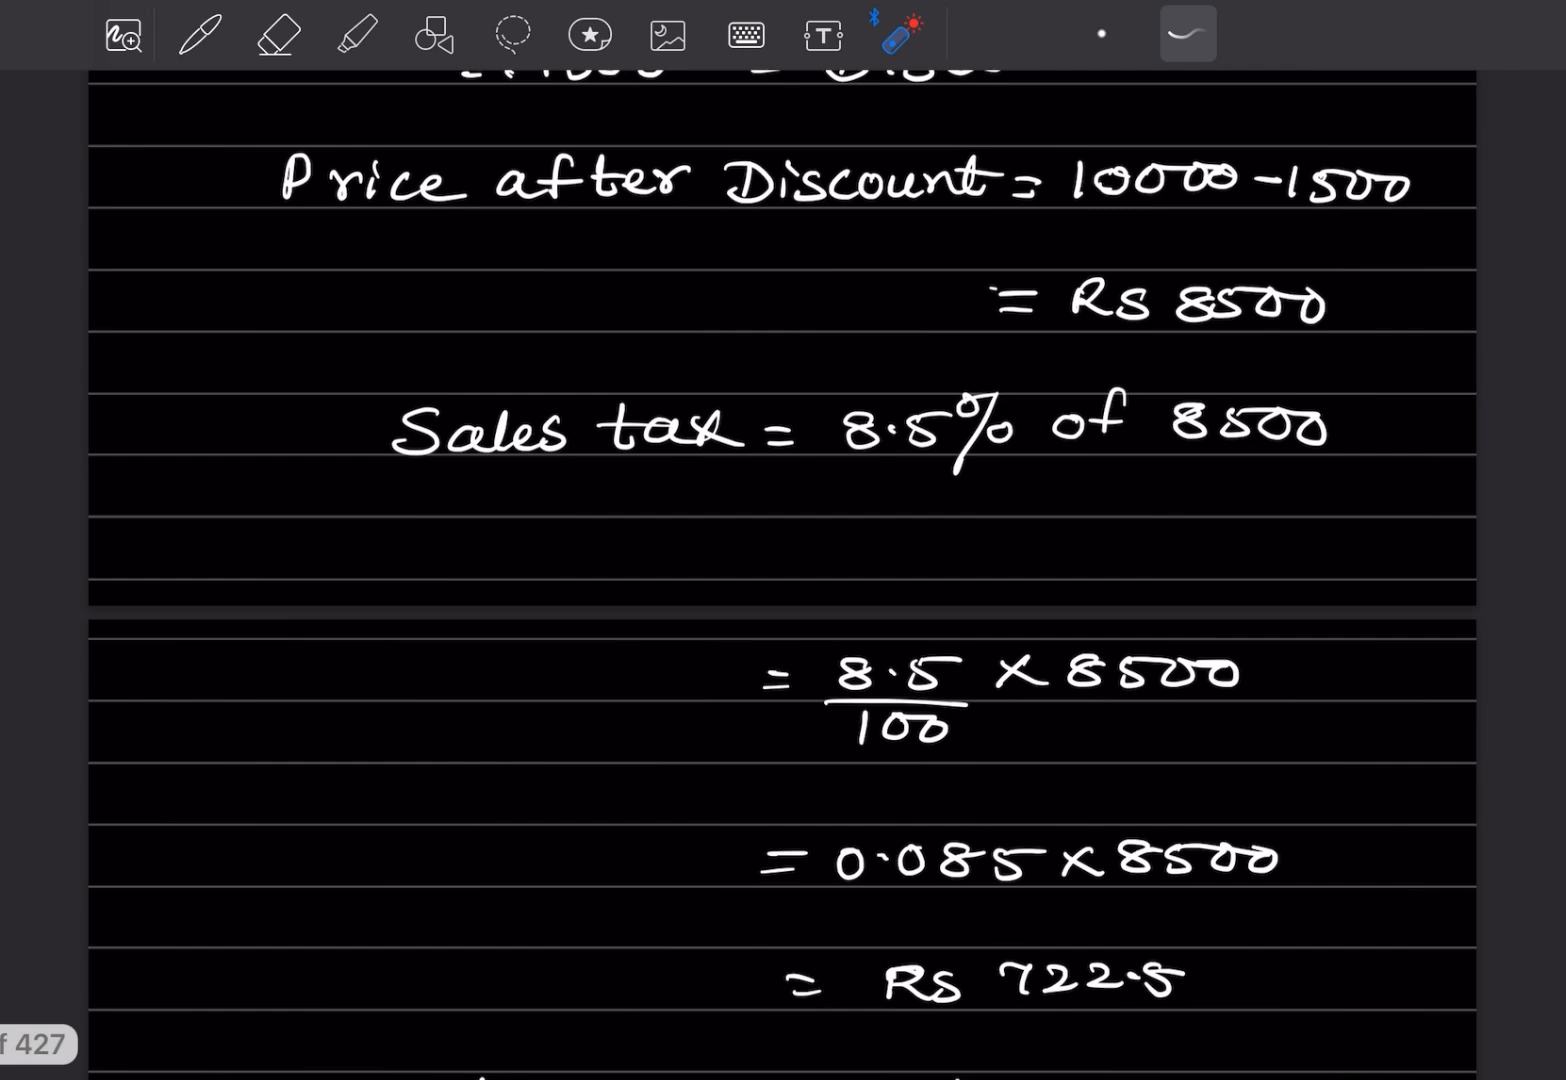 Price after Discount = 10000 - 1500
= Rs 8500
Sales tax = 8.5% of 8500
= 8.5/100 × 8500
= 0.085 × 8500
= Rs 722.5
f 427